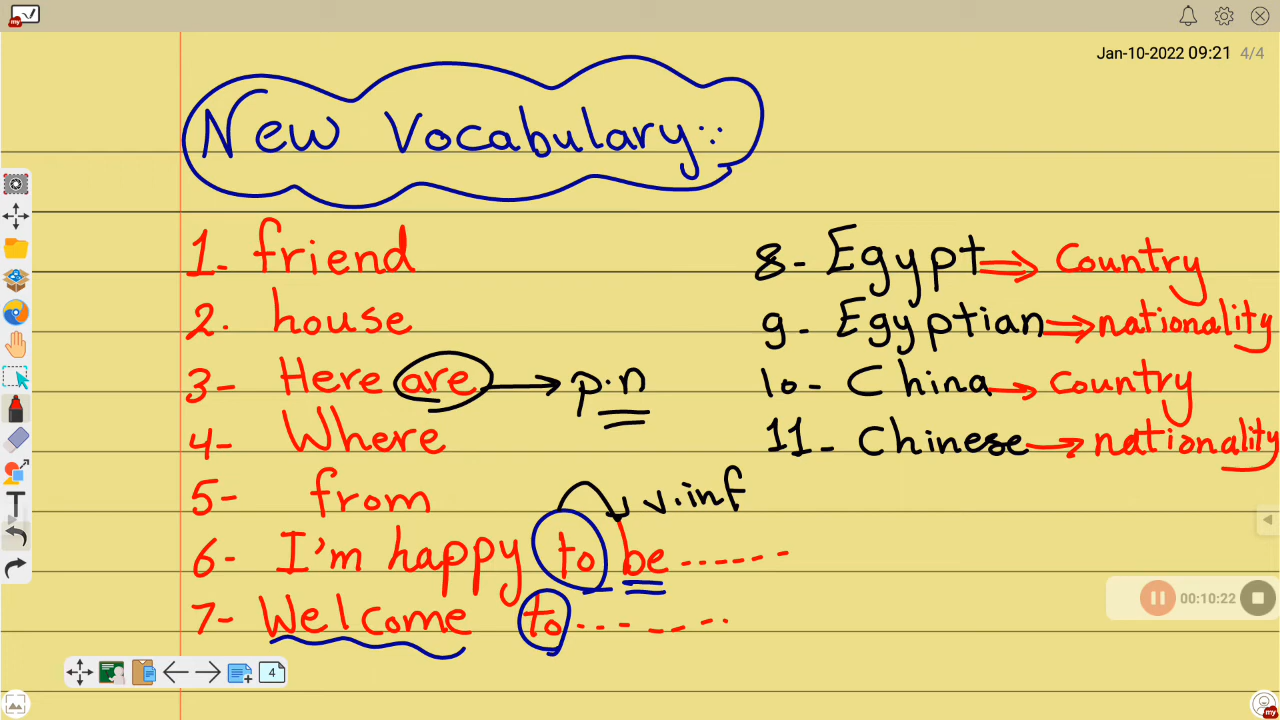 Jan-10-2022 09:21 4/4
New Vocabulary:.
1- friend
2. house
3- Here are → p.n
4- Where
5- from
v.inf
6- I'm happy to be ------
7- Welcome to --------
8- Egypt ⇒ Country
9- Egyptian ⇒ nationality
10- China → Country
11- Chinese → nationality
00:10:22
4
T
my
my